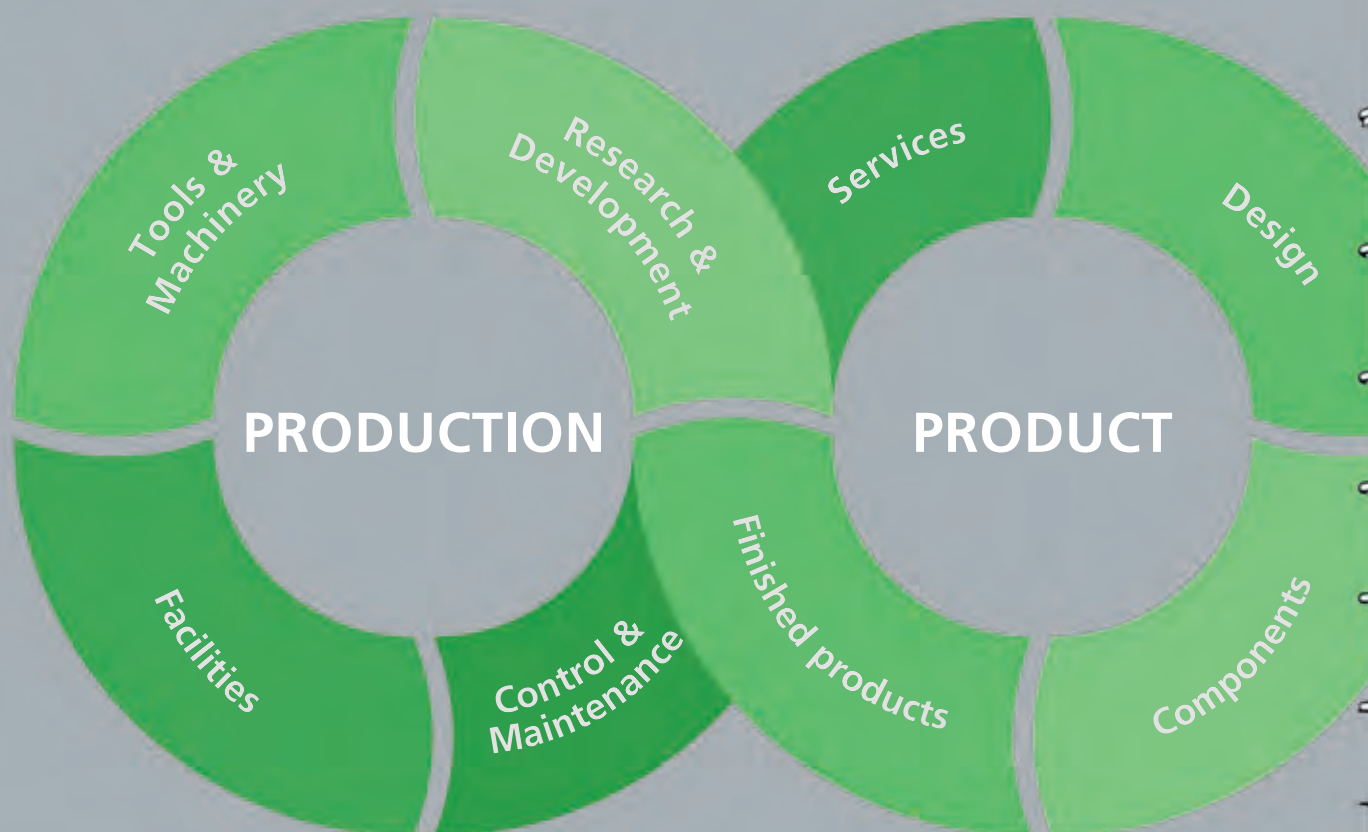 Tools &
Machinery
Research &
Development
Services
Design
PRODUCTION
PRODUCT
Facilities
Control &
Maintenance
Finished products
Components